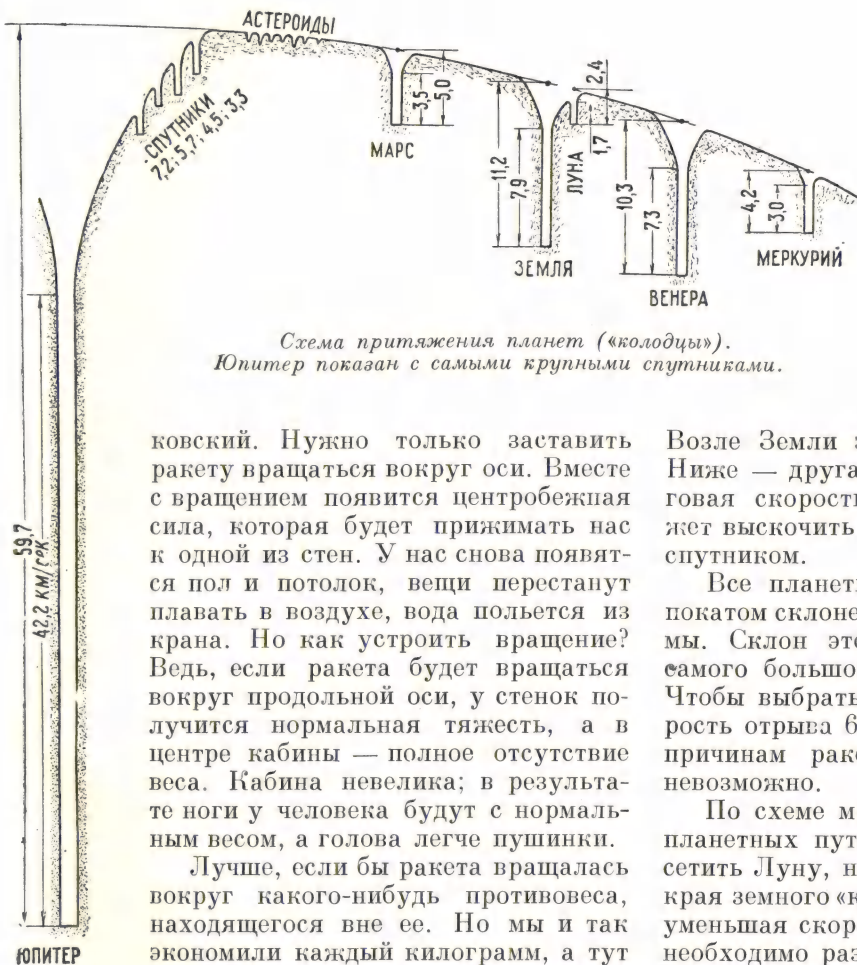 АСТЕРОИДЫ
СПУТНИКИ
7,2; 5,7; 4,5; 3,3
МАРС
3,5
5,0
11,2
7,9
ЗЕМЛЯ
ЛУНА
2,4
1,7
10,3
7,3
ВЕНЕРА
4,2
3,0
МЕРКУРИЙ
59,7
42,2 КМ/сек
ЮПИТЕР
Схема притяжения планет («колодцы»).
Юпитер показан с самыми крупными спутниками.
ковский. Нужно только заставить
ракету вращаться вокруг оси. Вместе
с вращением появится центробежная
сила, которая будет прижимать нас
к одной из стен. У нас снова появят-
ся пол и потолок, вещи перестанут
плавать в воздухе, вода польется из
крана. Но как устроить вращение?
Ведь, если ракета будет вращаться
вокруг продольной оси, у стенок по-
лучится нормальная тяжесть, а в
центре кабины — полное отсутствие
веса. Кабина невелика; в результа-
те ноги у человека будут с нормаль-
ным весом, а голова легче пушинки.
Лучше, если бы ракета вращалась
вокруг какого-нибудь противовеса,
находящегося вне ее. Но мы и так
экономили каждый килограмм, а тут
Возле Земли
Ниже — друга
говая скорость
жет выскочить
спутником.
Все планет
покатом склоне
мы. Склон эт
самого большо
Чтобы выбрать
рость отрыва 6
причинам рак
невозможно.
По схеме м
планетных пут
сетить Луну, н
края земного «к
уменьшая скор
необходимо раз